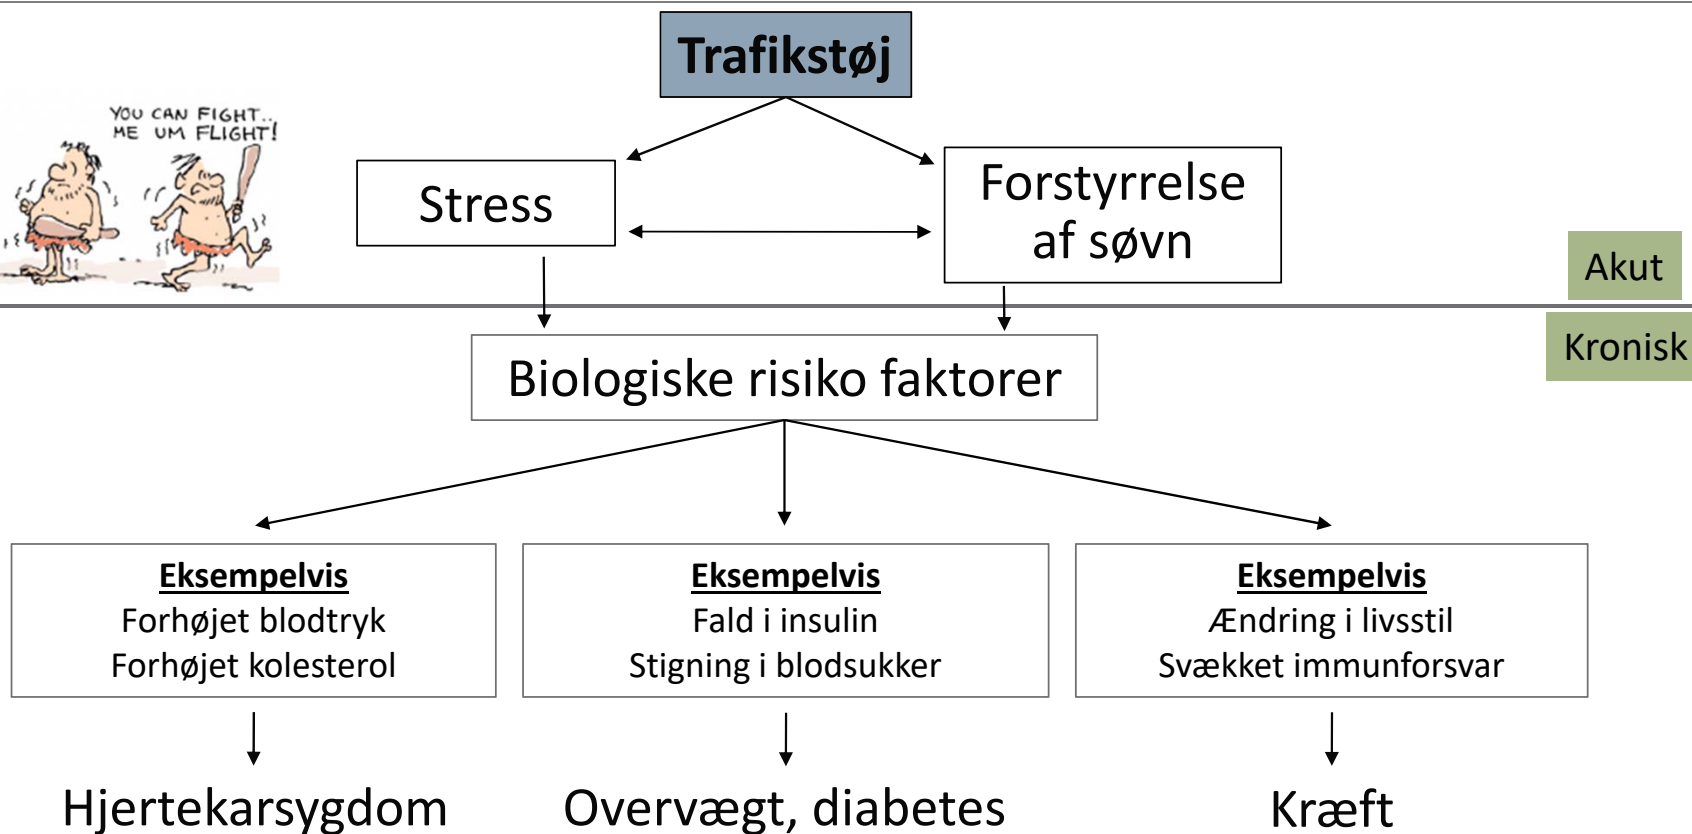 Trafikstøj
YOU CAN FIGHT..
ME UM FLIGHT!
Stress
Forstyrrelse
af søvn
Akut
Kronisk
Biologiske risiko faktorer
Eksempelvis
Forhøjet blodtryk
Forhøjet kolesterol
Eksempelvis
Fald i insulin
Stigning i blodsukker
Eksempelvis
Ændring i livsstil
Svækket immunforsvar
Hjertekarsygdom
Overvægt, diabetes
Kræft